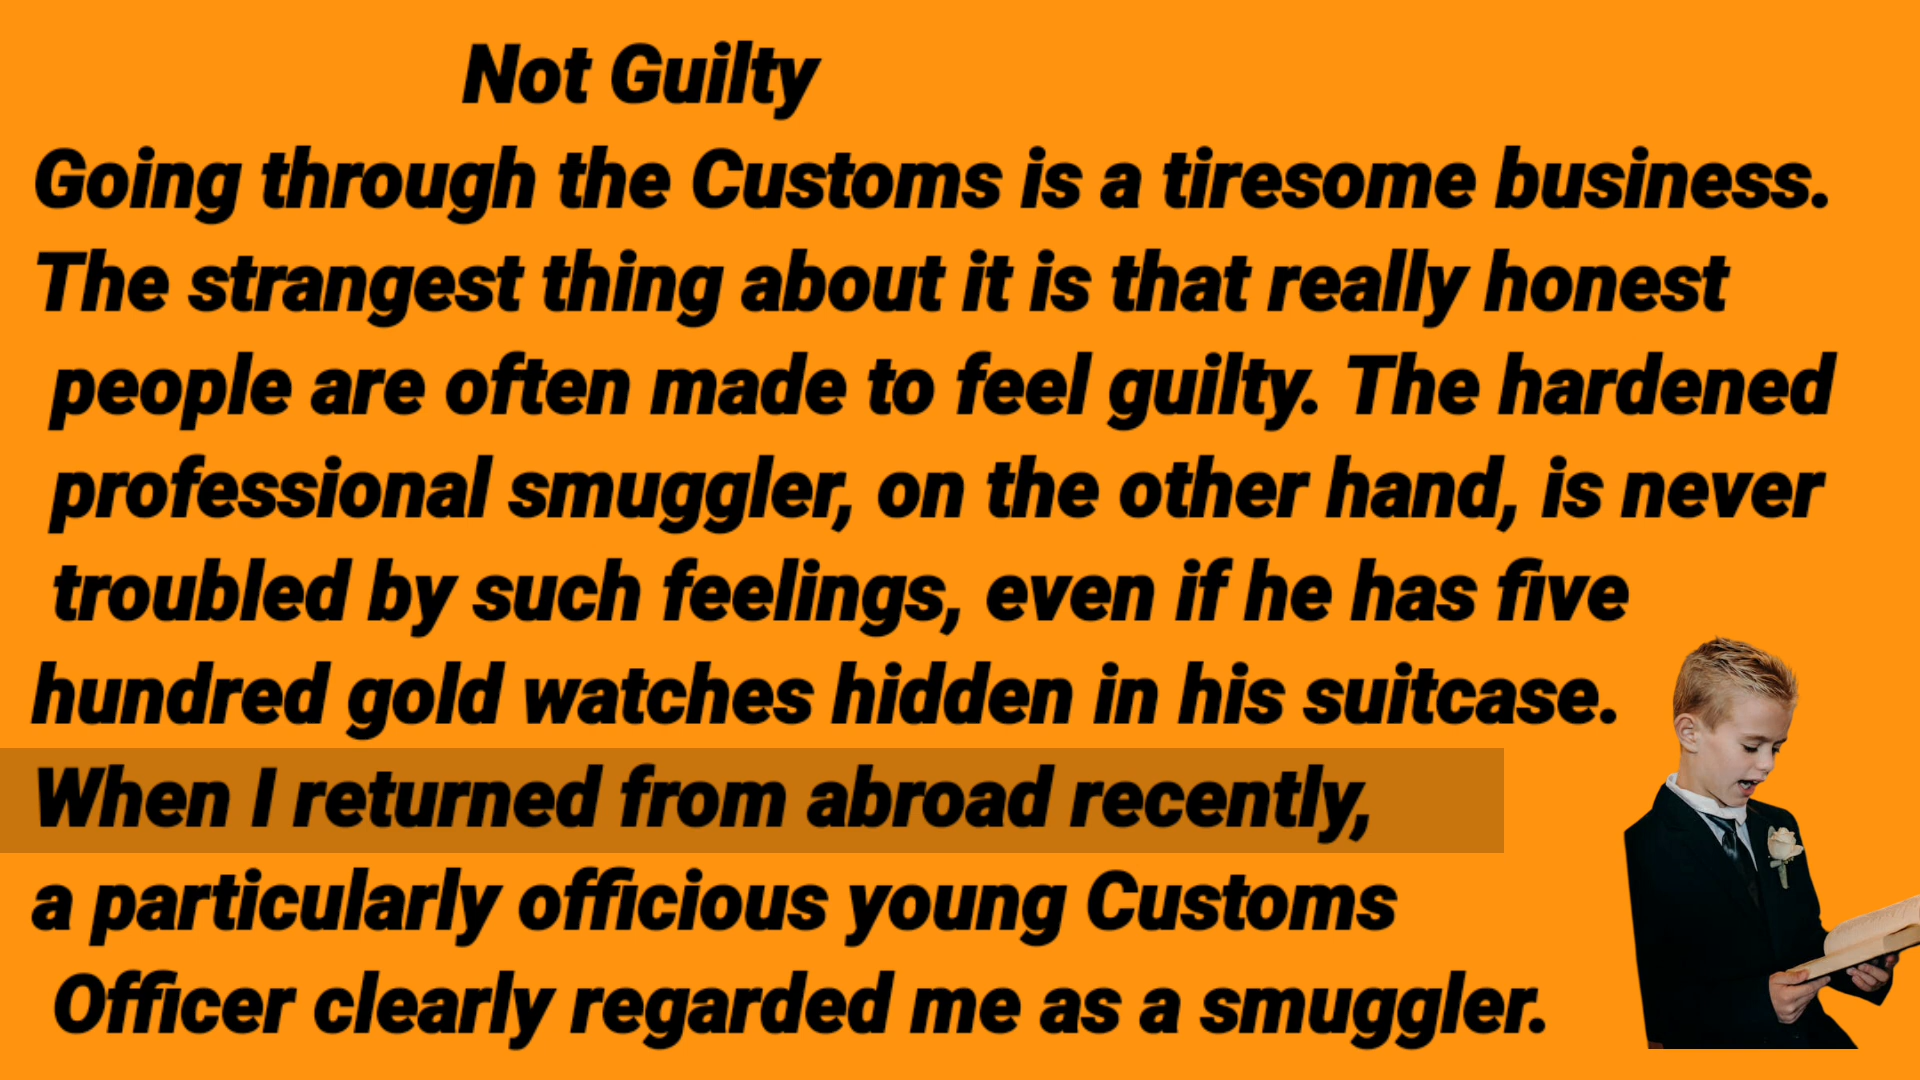 Not Guilty
Going through the Customs is a tiresome business.
The strangest thing about it is that really honest
people are often made to feel guilty. The hardened
professional smuggler, on the other hand, is never
troubled by such feelings, even if he has five
hundred gold watches hidden in his suitcase.
When I returned from abroad recently,
a particularly officious young Customs
Officer clearly regarded me as a smuggler.